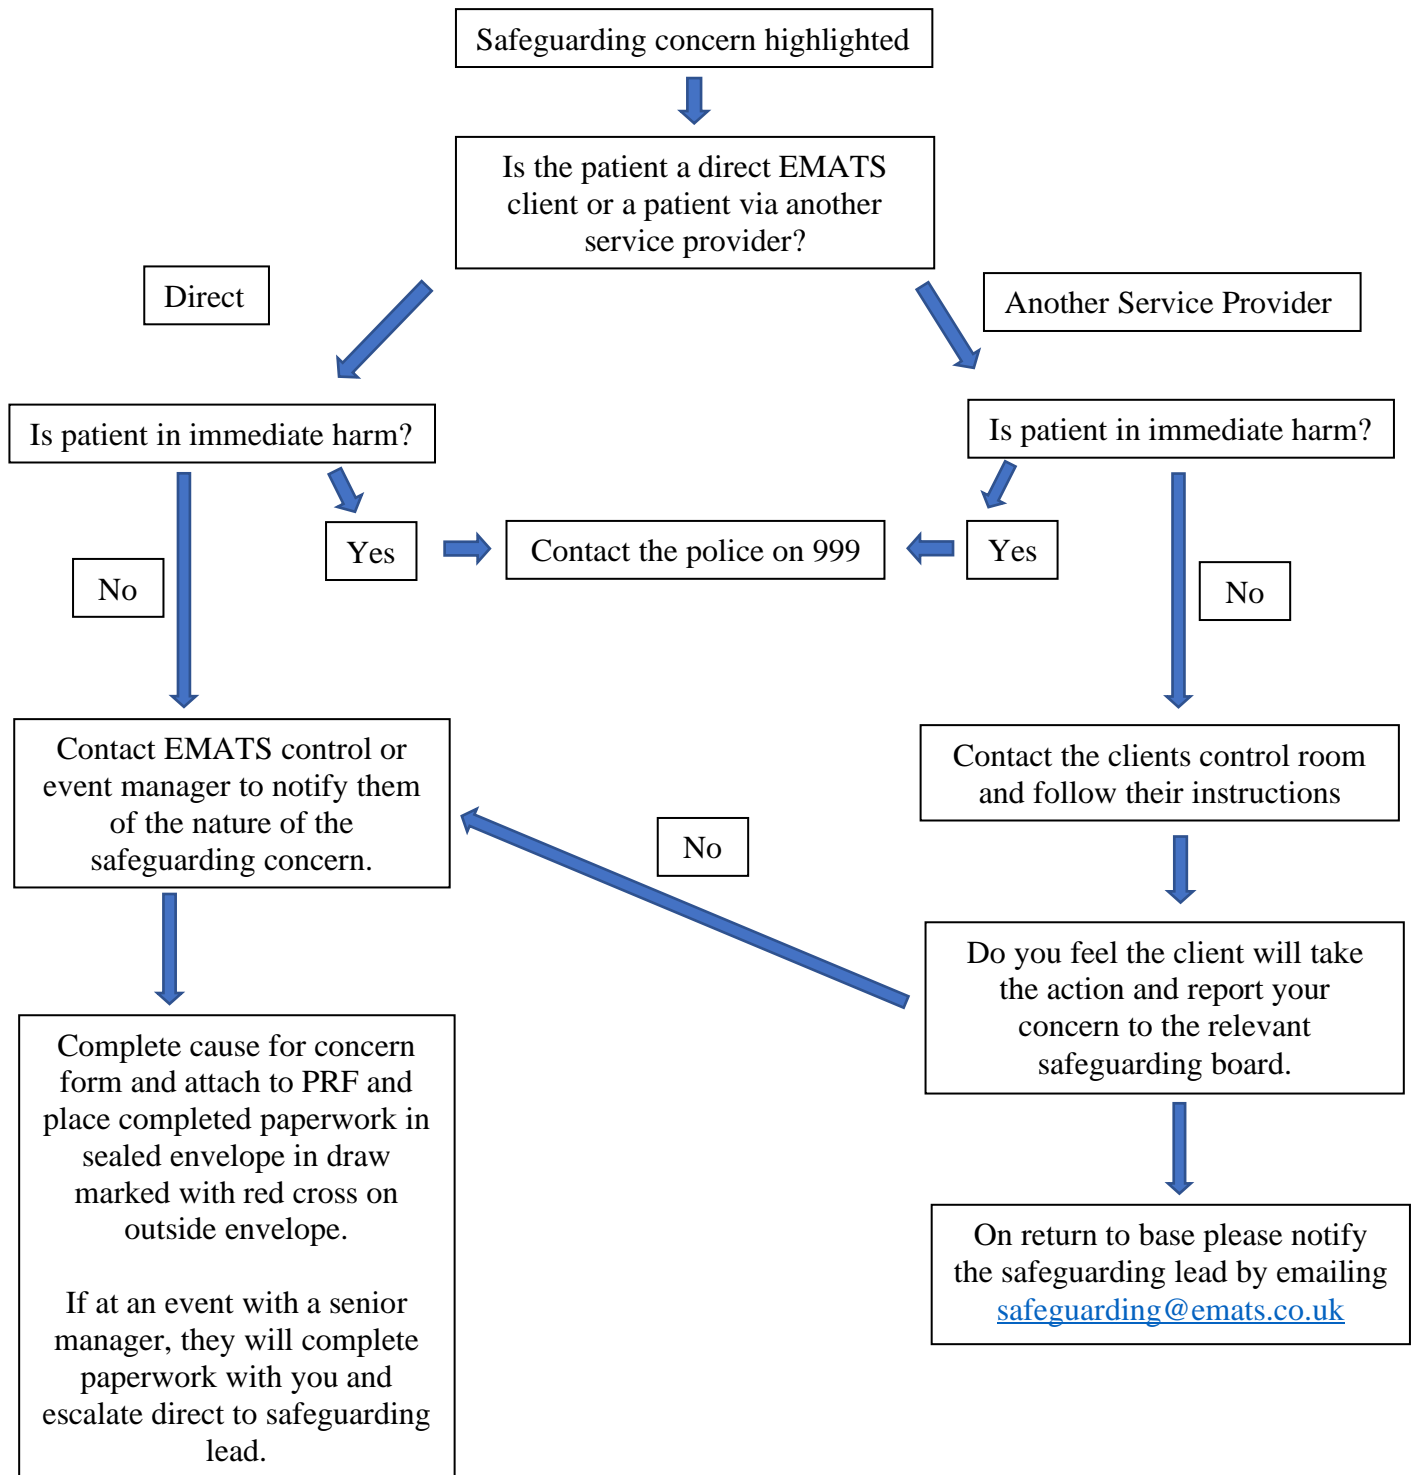 Safeguarding concern highlighted
Is the patient a direct EMATS
client or a patient via another
service provider?
Direct
Another Service Provider
Is patient in immediate harm?
Is patient in immediate harm?
Yes
Contact the police on 999
Yes
No
No
Contact EMATS control or
event manager to notify them
of the nature of the
safeguarding concern.
Contact the clients control room
and follow their instructions
No
Do you feel the client will take
the action and report your
concern to the relevant
safeguarding board.
Complete cause for concern
form and attach to PRF and
place completed paperwork in
sealed envelope in draw
marked with red cross on
outside envelope.
If at an event with a senior
manager, they will complete
paperwork with you and
escalate direct to safeguarding
lead.
On return to base please notify
the safeguarding lead by emailing
safeguarding@emats.co.uk